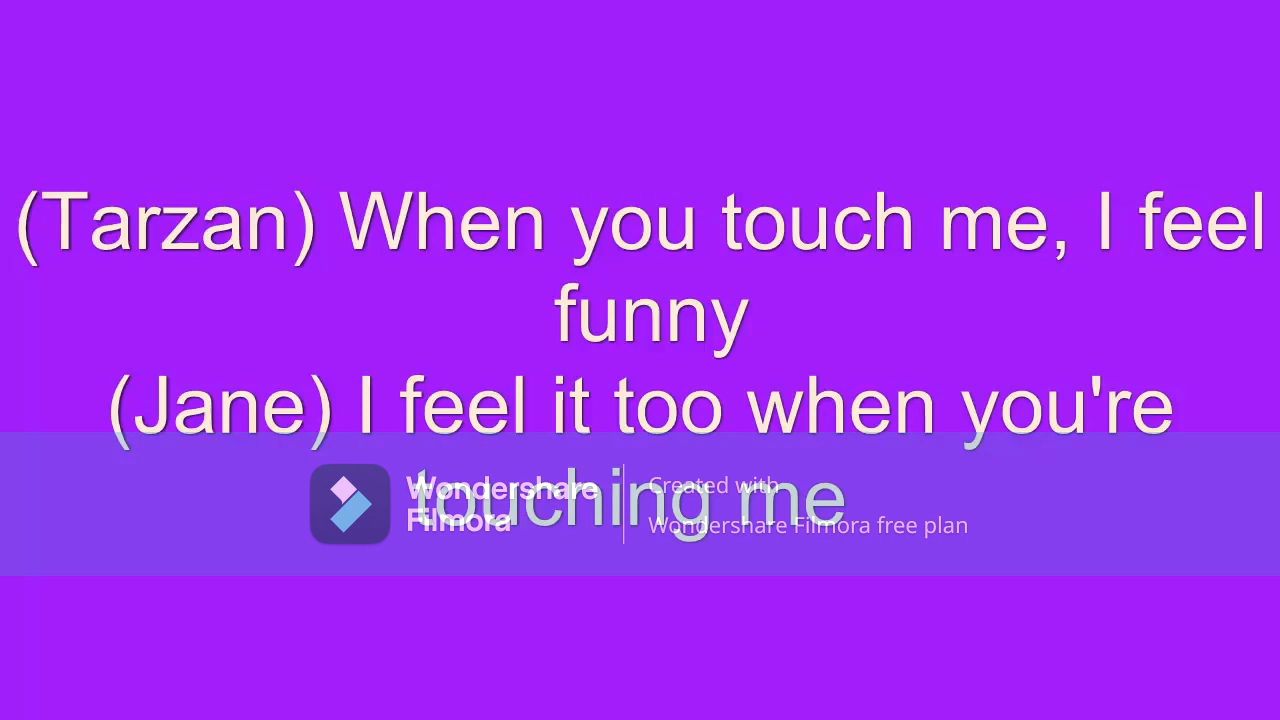 (Tarzan) When you touch me, I feel
funny
(Jane) I feel it too when you're
touching me
Wondershare
Filmora
Created with
Wondershare Filmora free plan